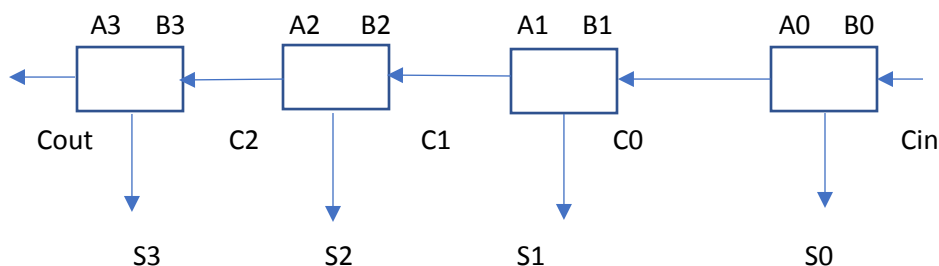 A3 B3 A2 B2 A1 B1 A0 B0
Cout C2 C1 C0 Cin
S3 S2 S1 S0